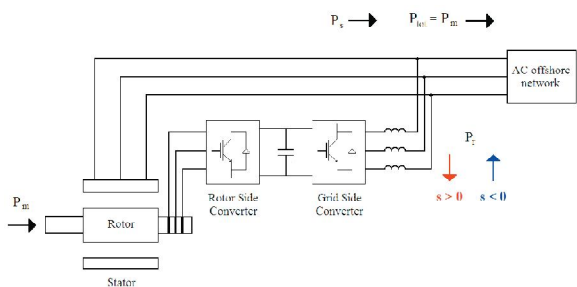 Ps
Ptot = Pm
AC offshore
network
Pr
s > 0
s < 0
Rotor Side
Converter
Grid Side
Converter
Pm
Rotor
Stator